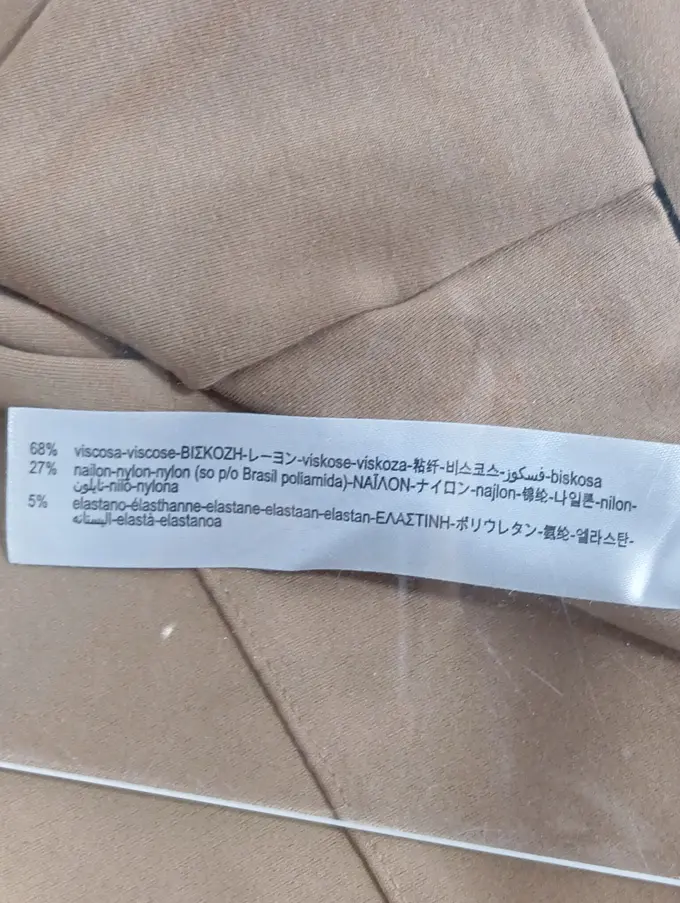 68% viscosa-viscose-ΒΙΣΚΟΖΗ-レーヨン-viskose-viskoza-粘纤-비스코스-فسكوز-biskosa
27% nailon-nylon-nylon (so p/o Brasil poliamida)-ΝΑΪΛΟΝ-ナイロン-najlon-锦纶-나일론-nilon-
نايلون-niló-nylona
5% elastano-élasthanne-elastane-elastaan-elastan-ΕΛΑΣΤΙΝΗ-ポリウレタン-氨纶-엘라스탄-
اليستانه-elastà-elastanoa